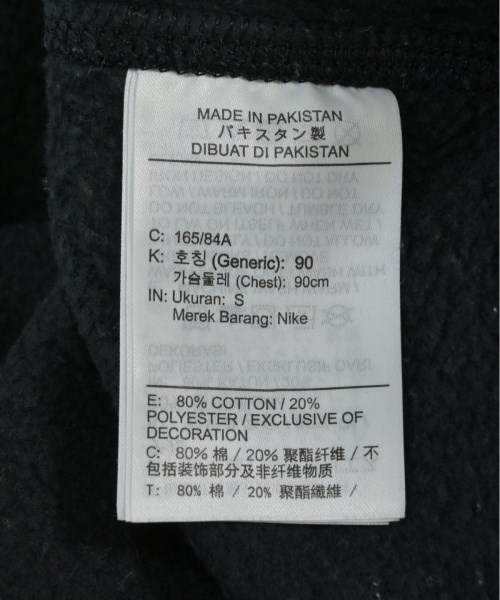 MADE IN PAKISTAN
パキスタン製
DIBUAT DI PAKISTAN
C: 165/84A
K: 호칭 (Generic): 90
가슴둘레 (Chest): 90cm
IN: Ukuran: S
Merek Barang: Nike
E: 80% COTTON / 20%
POLYESTER / EXCLUSIVE OF
DECORATION
C: 80% 棉 / 20% 聚酯纤维 / 不
包括装饰部分及非纤维物质
T: 80% 棉 / 20% 聚酯纖維 /